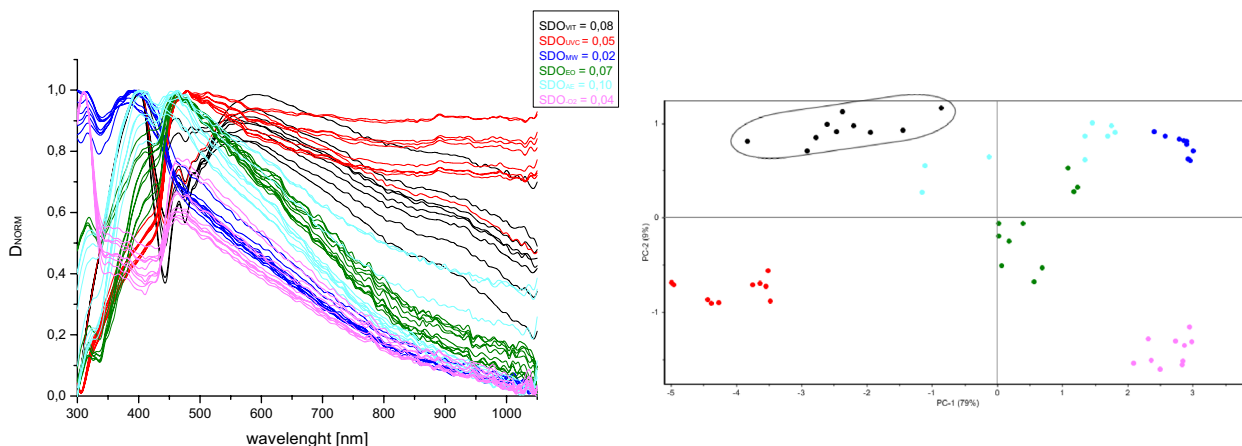 SDOVIT = 0,08
SDOUVC = 0,05
SDOMW = 0,02
SDOEO = 0,07
= 0,10
= 0,04
1,0
0,8
0,6
0,4
0,2
0,0
DNORM
300 400 500 600 700 800 900 1000
wavelenght [nm]
1
0
-1
PC-2 (9%)
-5 -4 -3 -2 -1 0 1 2 3
PC-1 (79%)